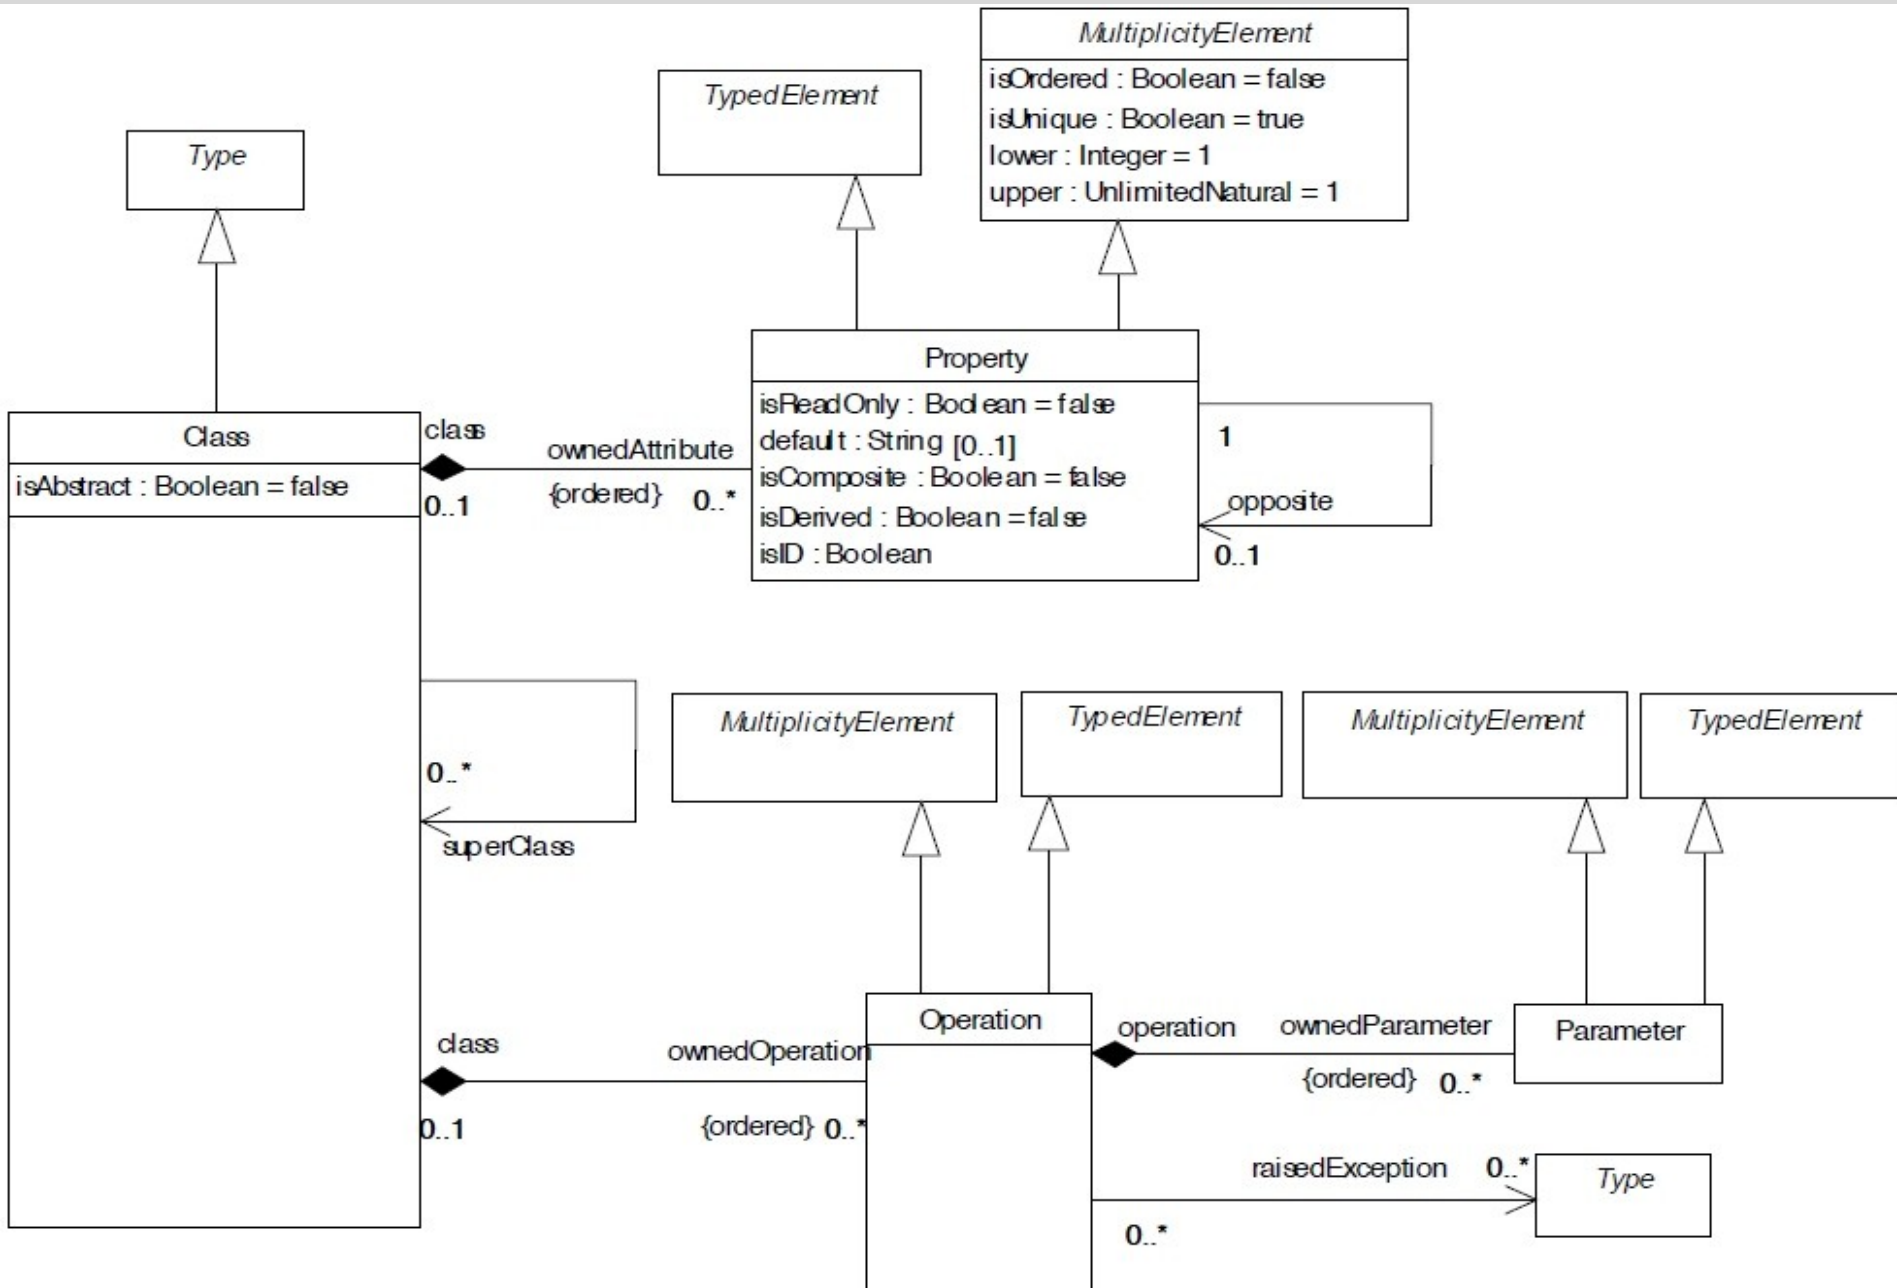 MultiplicityElement
isOrdered : Boolean = false
isUnique : Boolean = true
lower : Integer = 1
upper : UnlimitedNatural = 1
TypedElement
Type
Property
isReadOnly : Boolean = false
default : String [0..1]
isComposite : Boolean = false
isDerived : Boolean =false
isID : Boolean
1
opposite
0..1
Class
isAbstract : Boolean = false
class
0..1
ownedAttribute
{ordered} 0..*
0..*
superClass
MultiplicityElement
TypedElement
MultiplicityElement
TypedElement
class
0..1
ownedOperation
{ordered} 0..*
Operation
operation
ownedParameter
{ordered} 0..*
Parameter
raisedException
0..*
0..*
Type